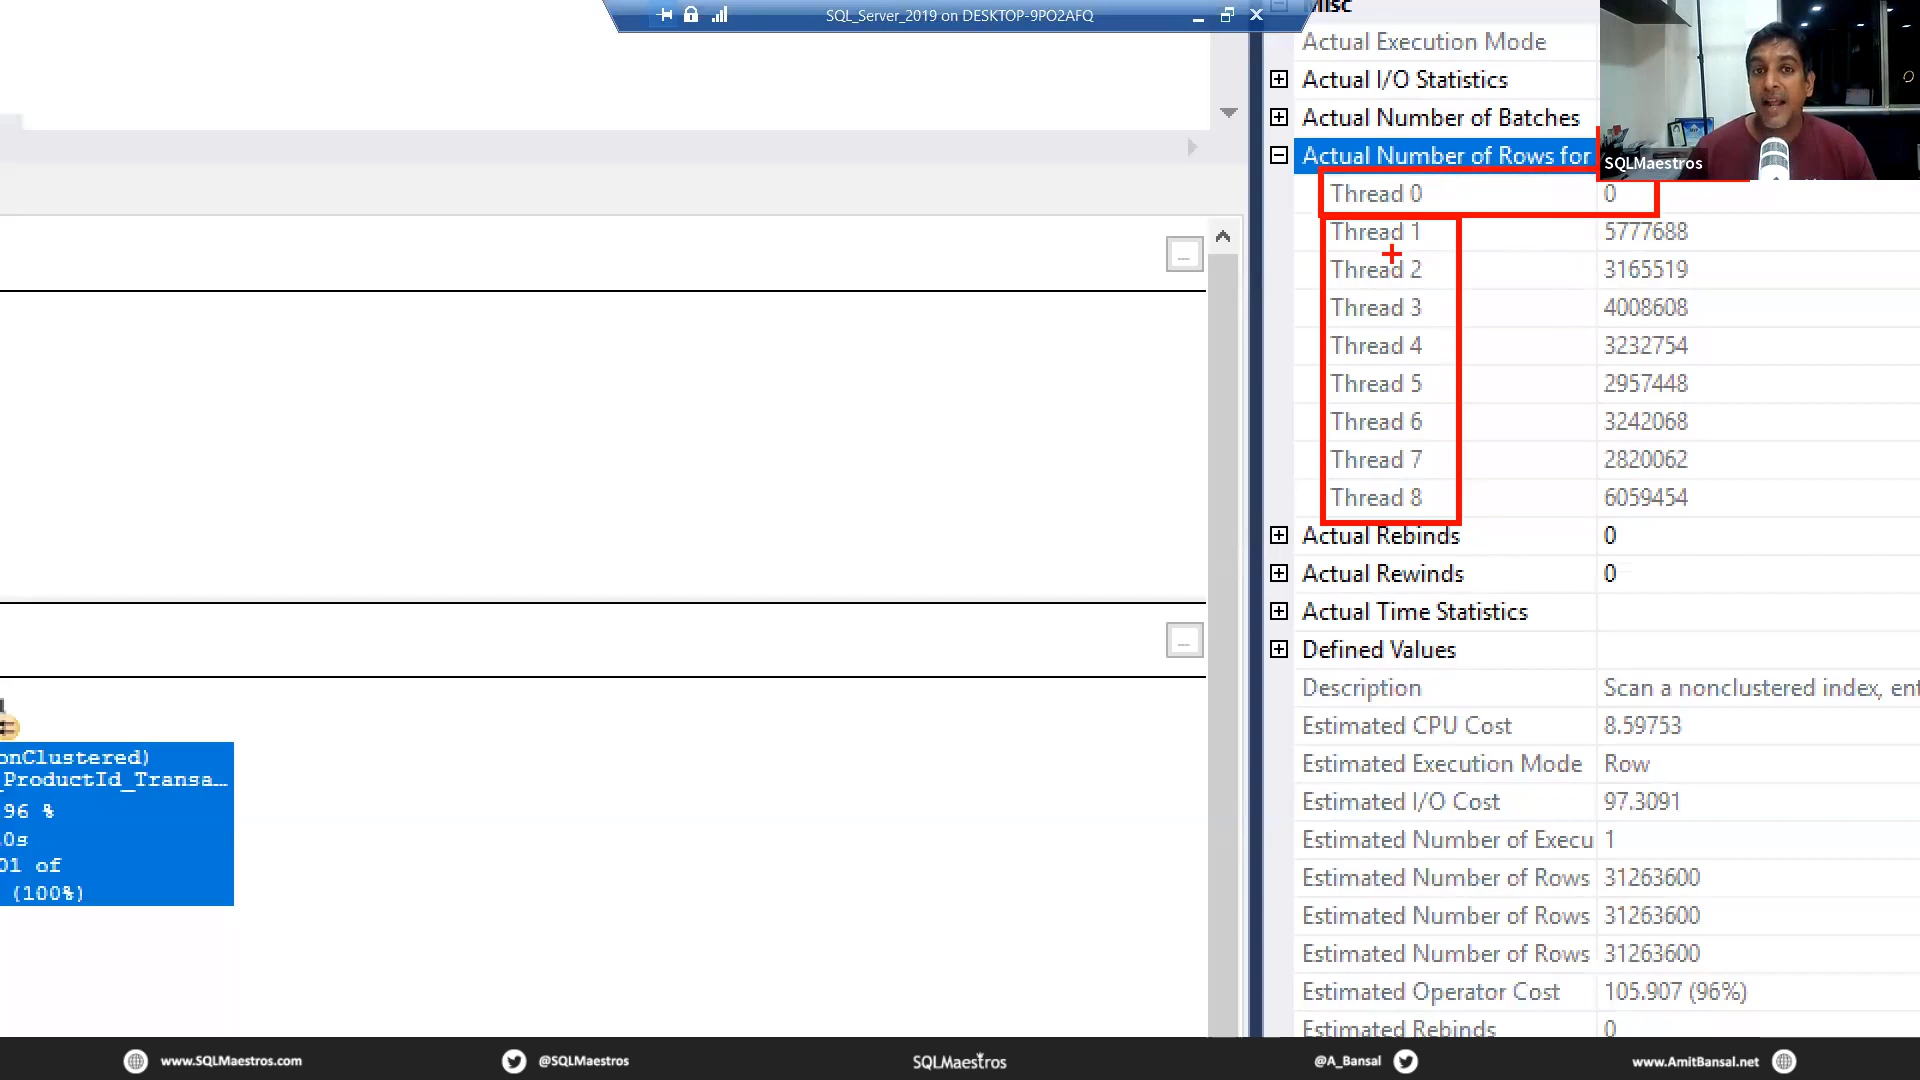 SQL_Server_2019 on DESKTOP-9PO2AFQ
Misc
Actual Execution Mode
Actual I/O Statistics
Actual Number of Batches
Actual Number of Rows for
SQLMaestros
Thread 0 0
Thread 1 5777688
Thread 2 3165519
Thread 3 4008608
Thread 4 3232754
Thread 5 2957448
Thread 6 3242068
Thread 7 2820062
Thread 8 6059454
Actual Rebinds 0
Actual Rewinds 0
Actual Time Statistics
Defined Values
Description Scan a nonclustered index, ent
Estimated CPU Cost 8.59753
Estimated Execution Mode Row
Estimated I/O Cost 97.3091
Estimated Number of Execu 1
Estimated Number of Rows 31263600
Estimated Number of Rows 31263600
Estimated Number of Rows 31263600
Estimated Operator Cost 105.907 (96%)
Estimated Rebinds 0
onClustered)
_ProductId_Transa…
96 %
.0s
01 of
(100%)
www.SQLMaestros.com
@SQLMaestros
SQLMaestros
@A_Bansal
www.AmitBansal.net